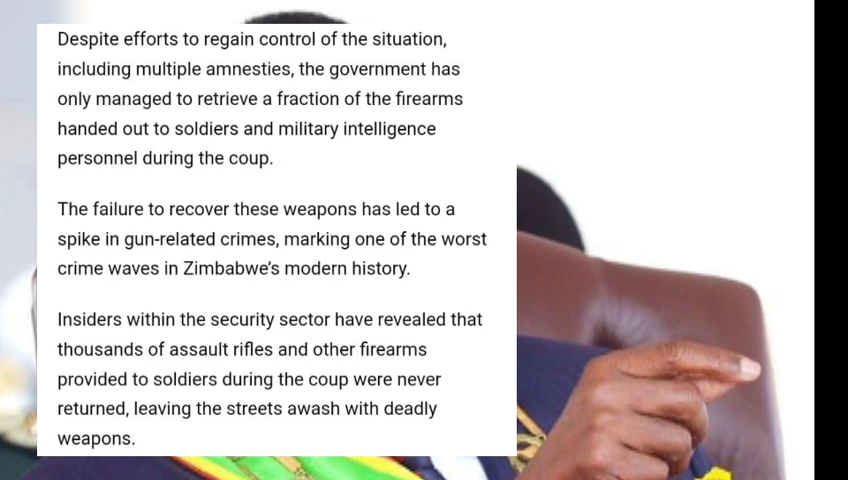 Despite efforts to regain control of the situation,
including multiple amnesties, the government has
only managed to retrieve a fraction of the firearms
handed out to soldiers and military intelligence
personnel during the coup.
The failure to recover these weapons has led to a
spike in gun-related crimes, marking one of the worst
crime waves in Zimbabwe’s modern history.
Insiders within the security sector have revealed that
thousands of assault rifles and other firearms
provided to soldiers during the coup were never
returned, leaving the streets awash with deadly
weapons.